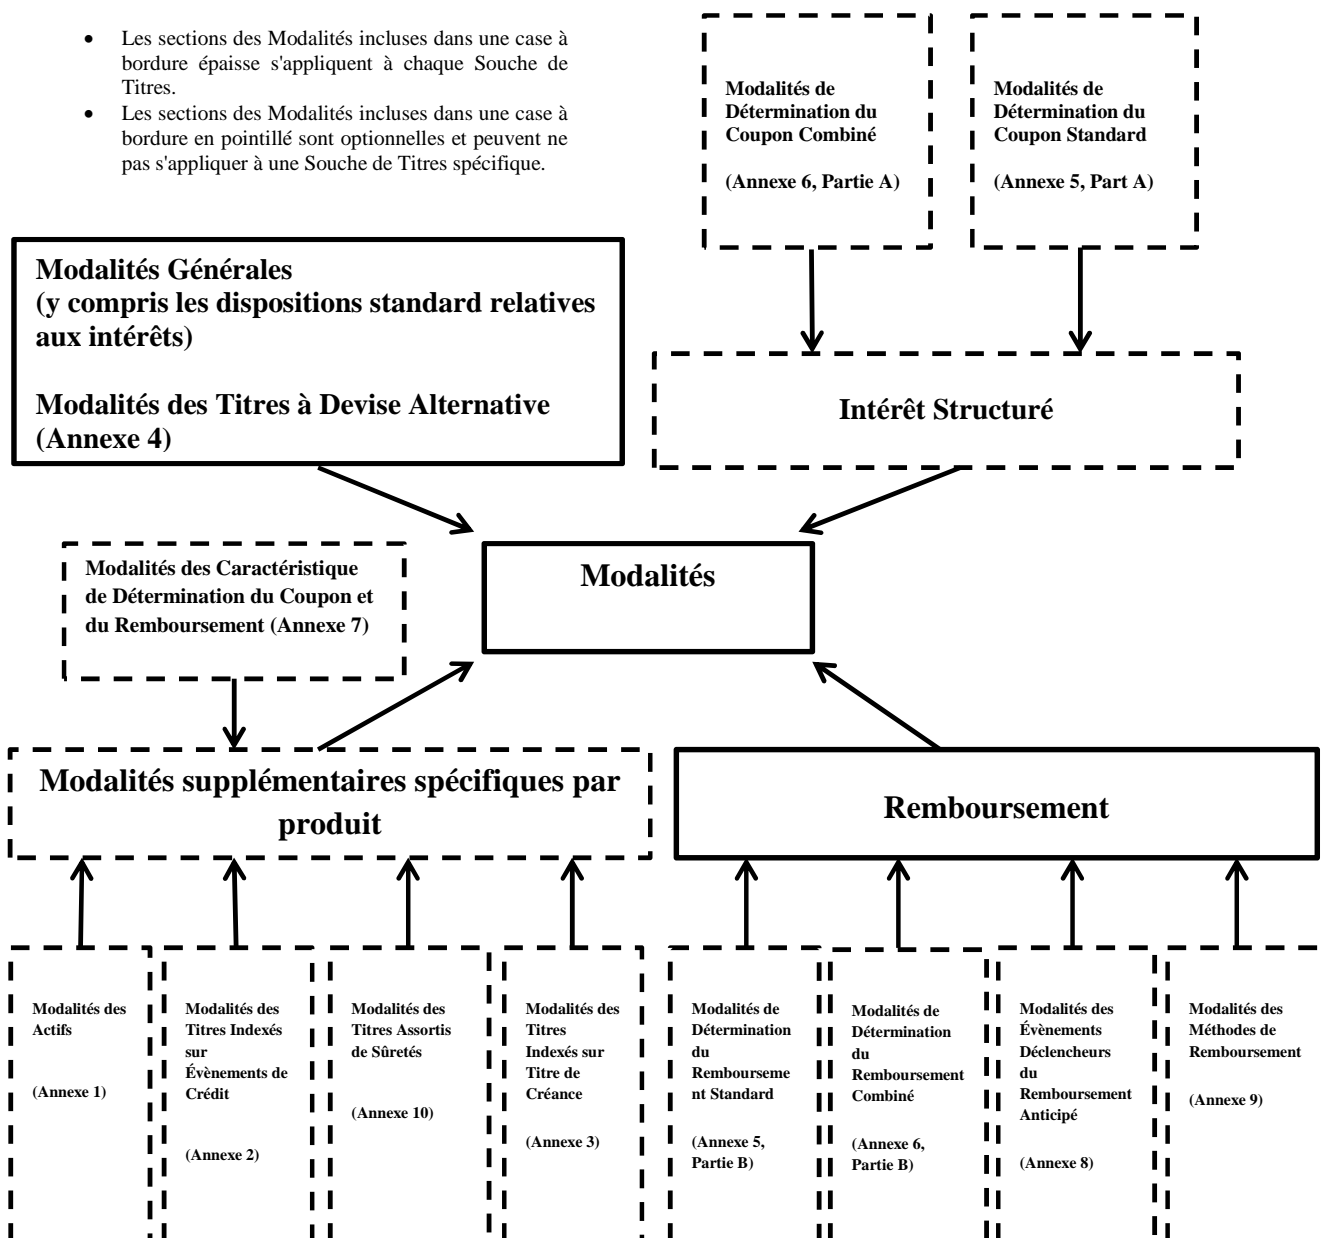 • Les sections des Modalités incluses dans une case à
bordure épaisse s'appliquent à chaque Souche de
Titres.
• Les sections des Modalités incluses dans une case à
bordure en pointillé sont optionnelles et peuvent ne
pas s'appliquer à une Souche de Titres spécifique.
Modalités de
Détermination du
Coupon Combiné
(Annexe 6, Partie A)
Modalités de
Détermination du
Coupon Standard
(Annexe 5, Part A)
Modalités Générales
(y compris les dispositions standard relatives
aux intérêts)
Modalités des Titres à Devise Alternative
(Annexe 4)
Intérêt Structuré
Modalités des Caractéristique
de Détermination du Coupon et
du Remboursement (Annexe 7)
Modalités
Modalités supplémentaires spécifiques par
produit
Remboursement
Modalités des
Actifs
(Annexe 1)
Modalités des
Titres Indexés
sur
Évènements de
Crédit
(Annexe 2)
Modalités des
Titres Assortis
de Sûretés
(Annexe 10)
Modalités des
Titres
Indexés sur
Titre de
Créance
(Annexe 3)
Modalités de
Détermination
du
Rembourseme
nt Standard
(Annexe 5,
Partie B)
Modalités de
Détermination
du
Remboursement
Combiné
(Annexe 6,
Partie B)
Modalités des
Évènements
Déclencheurs
du
Remboursement
Anticipé
(Annexe 8)
Modalités des
Méthodes de
Remboursement
(Annexe 9)